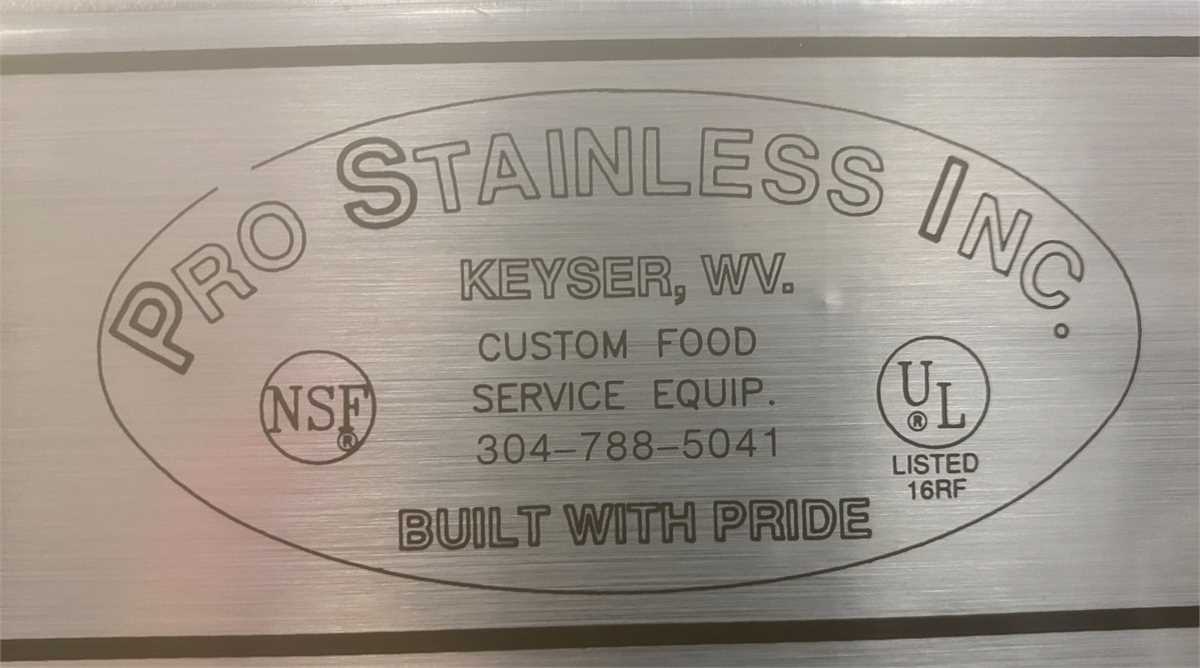 PRO STAINLESS INC.
KEYSER, WV.
CUSTOM FOOD
SERVICE EQUIP.
304-788-5041
NSF®
UL®
LISTED
16RF
BUILT WITH PRIDE